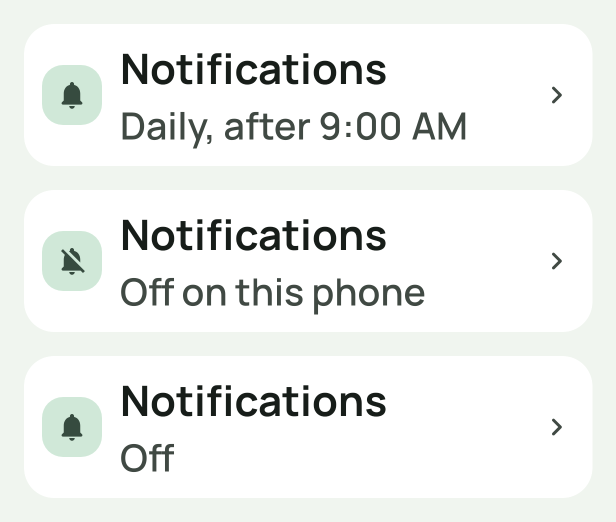 Notifications
Daily, after 9:00 AM
Notifications
Off on this phone
Notifications
Off